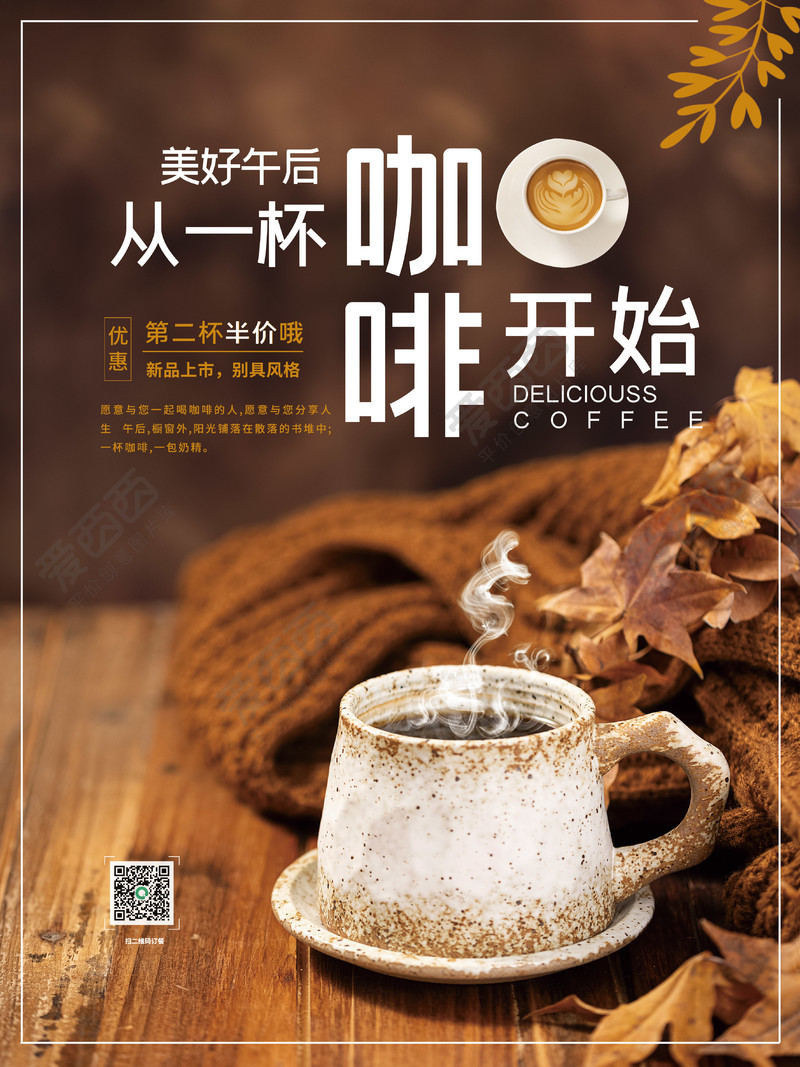 美好午后
从一杯
咖
啡
开始
DELICIOUSS
COFFEE
优惠
第二杯半价哦
新品上市，别具风格
愿意与您一起喝咖啡的人,愿意与您分享人
生 午后,橱窗外,阳光铺落在散落的书堆中;
一杯咖啡,一包奶精。
扫二维码订餐